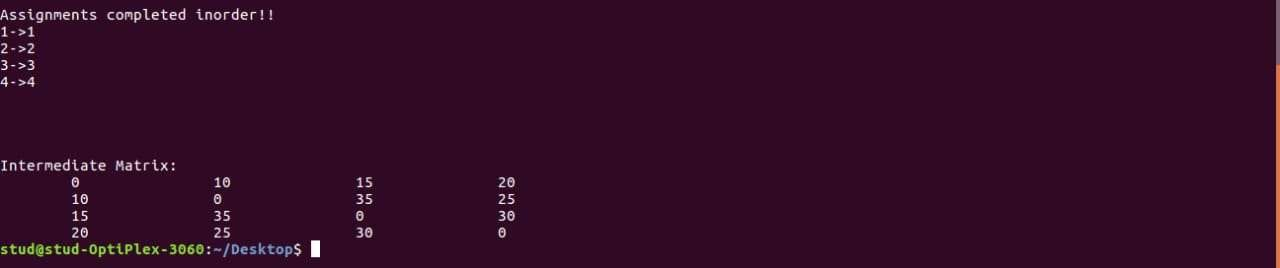 Assignments completed inorder!!
1->1
2->2
3->3
4->4
Intermediate Matrix:
0 10 15 20
10 0 35 25
15 35 0 30
20 25 30 0
stud@stud-OptiPlex-3060:~/Desktop$